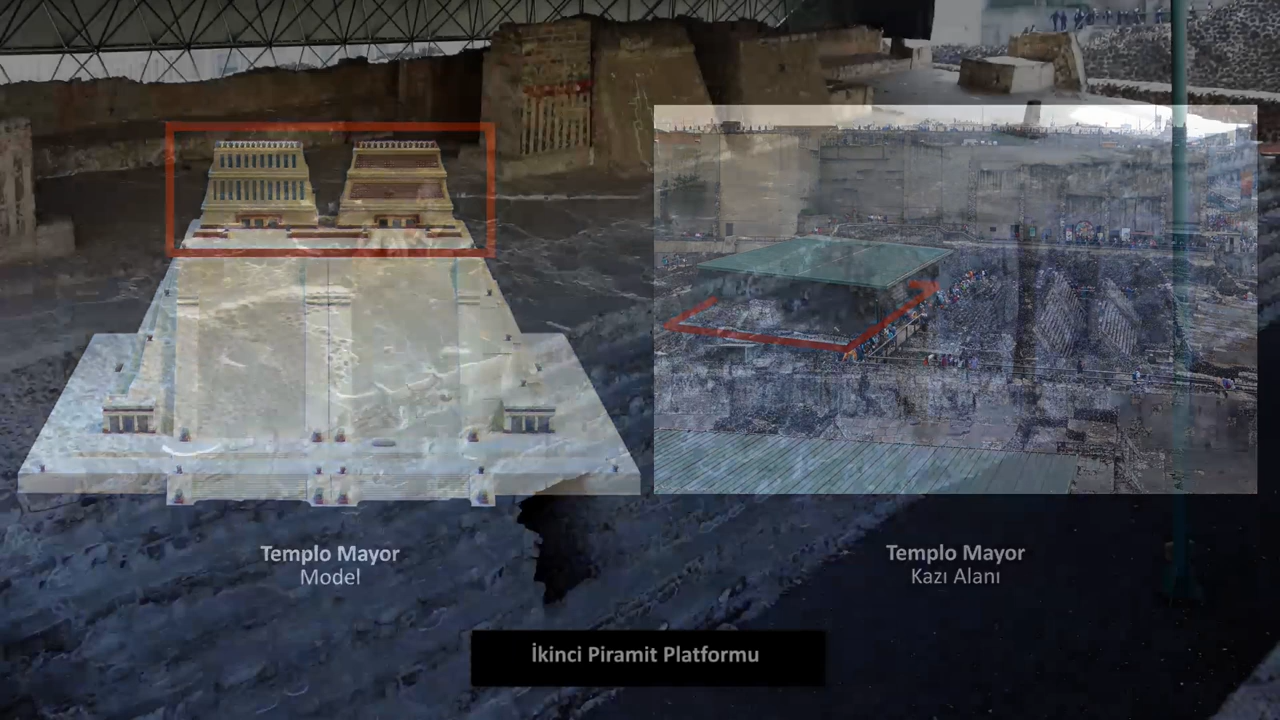 Templo Mayor
Model
Templo Mayor
Kazı Alanı
İkinci Piramit Platformu